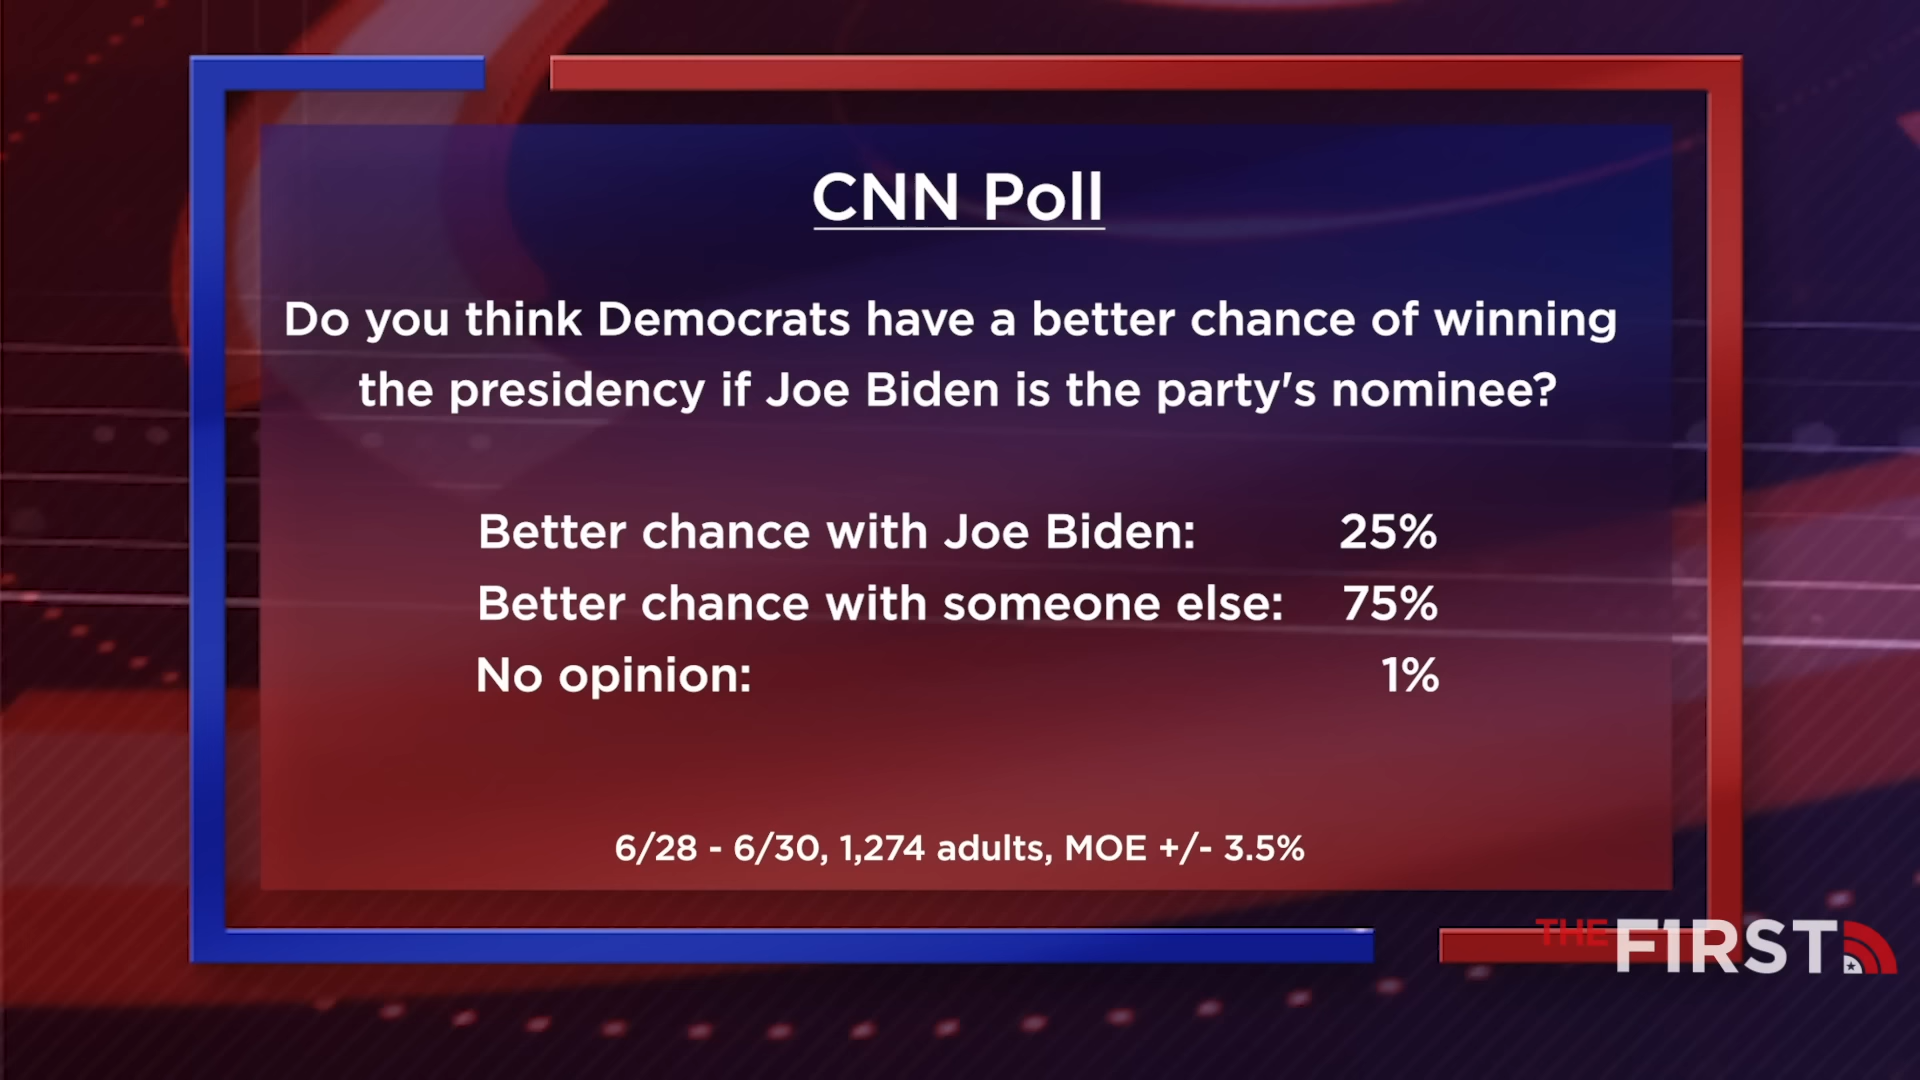 CNN Poll
Do you think Democrats have a better chance of winning
the presidency if Joe Biden is the party's nominee?
Better chance with Joe Biden: 25%
Better chance with someone else: 75%
No opinion: 1%
6/28 - 6/30, 1,274 adults, MOE +/- 3.5%
THE FIRST